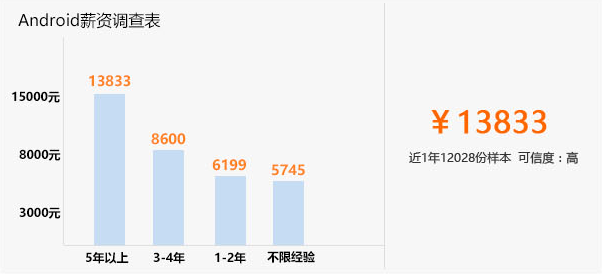 Android薪资调查表
13833
15000元
8600
8000元
6199
5745
3000元
5年以上
3-4年
1-2年
不限经验
￥13833
近1年12028份样本 可信度：高